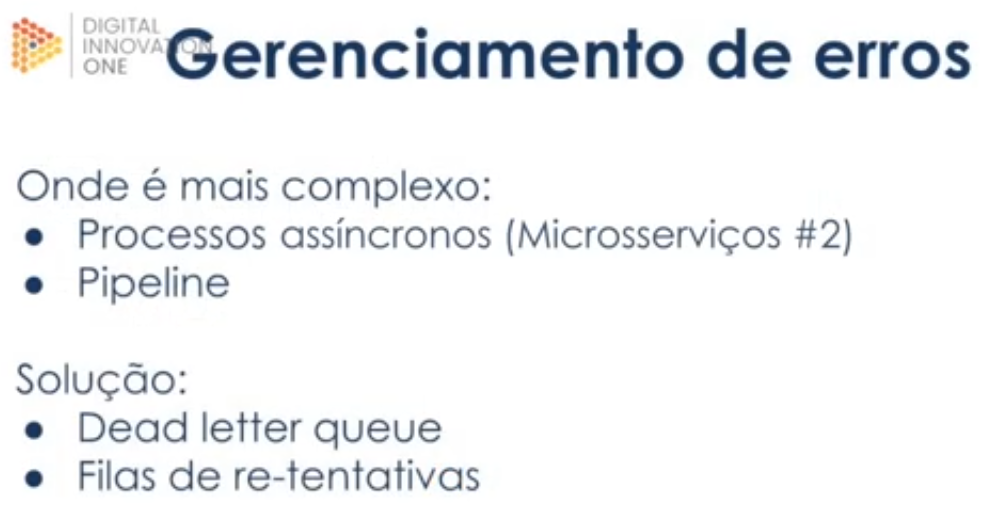 DIGITAL
INNOVATION
ONE
Gerenciamento de erros
Onde é mais complexo:
● Processos assíncronos (Microsserviços #2)
● Pipeline
Solução:
● Dead letter queue
● Filas de re-tentativas